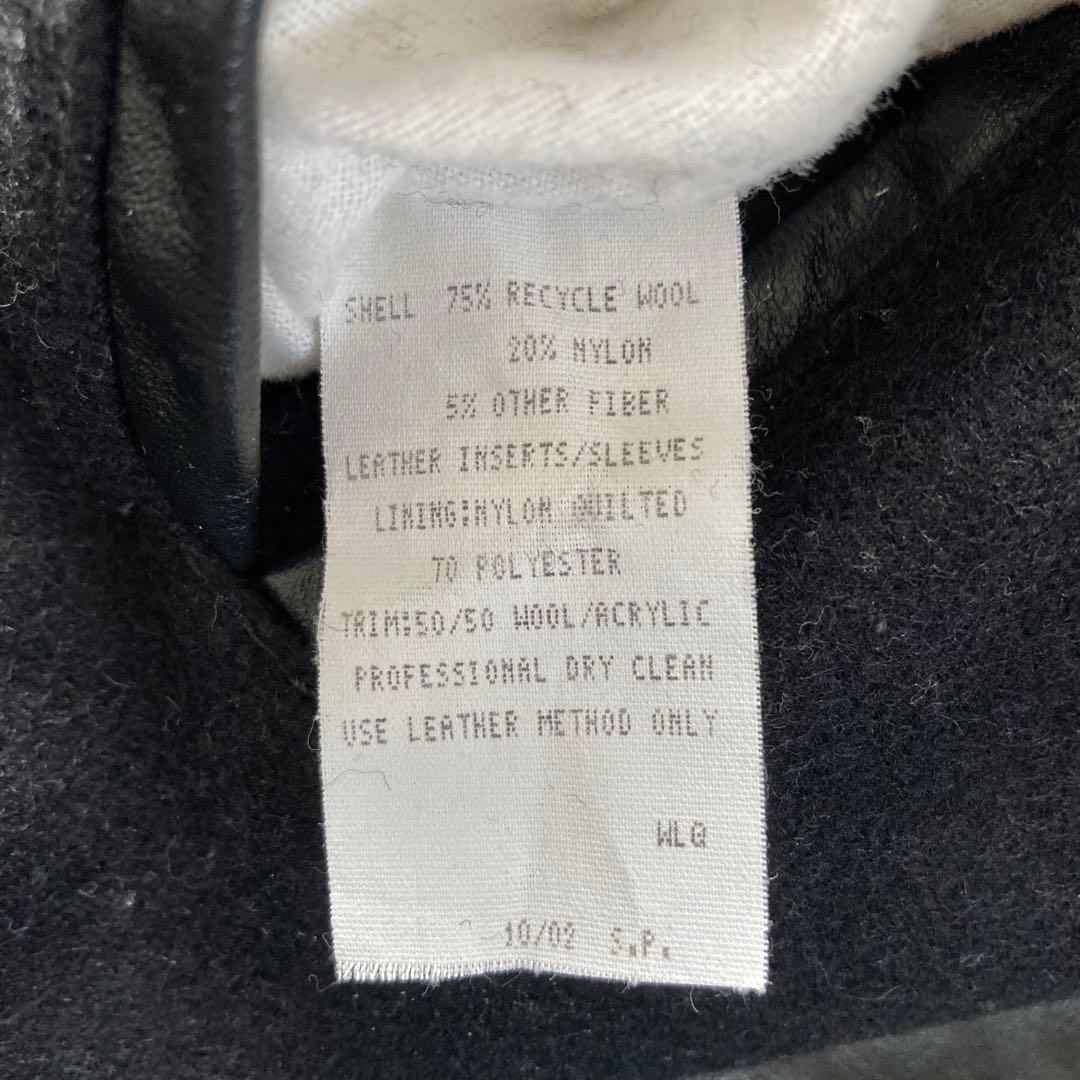 SHELL 75% RECYCLE WOOL
20% NYLON
5% OTHER FIBER
LEATHER INSERTS/SLEEVES
LINING:NYLON QUILTED
TO POLYESTER
TRIM:50/50 WOOL/ACRYLIC
PROFESSIONAL DRY CLEAN
USE LEATHER METHOD ONLY
WLQ
10/02 S.P.